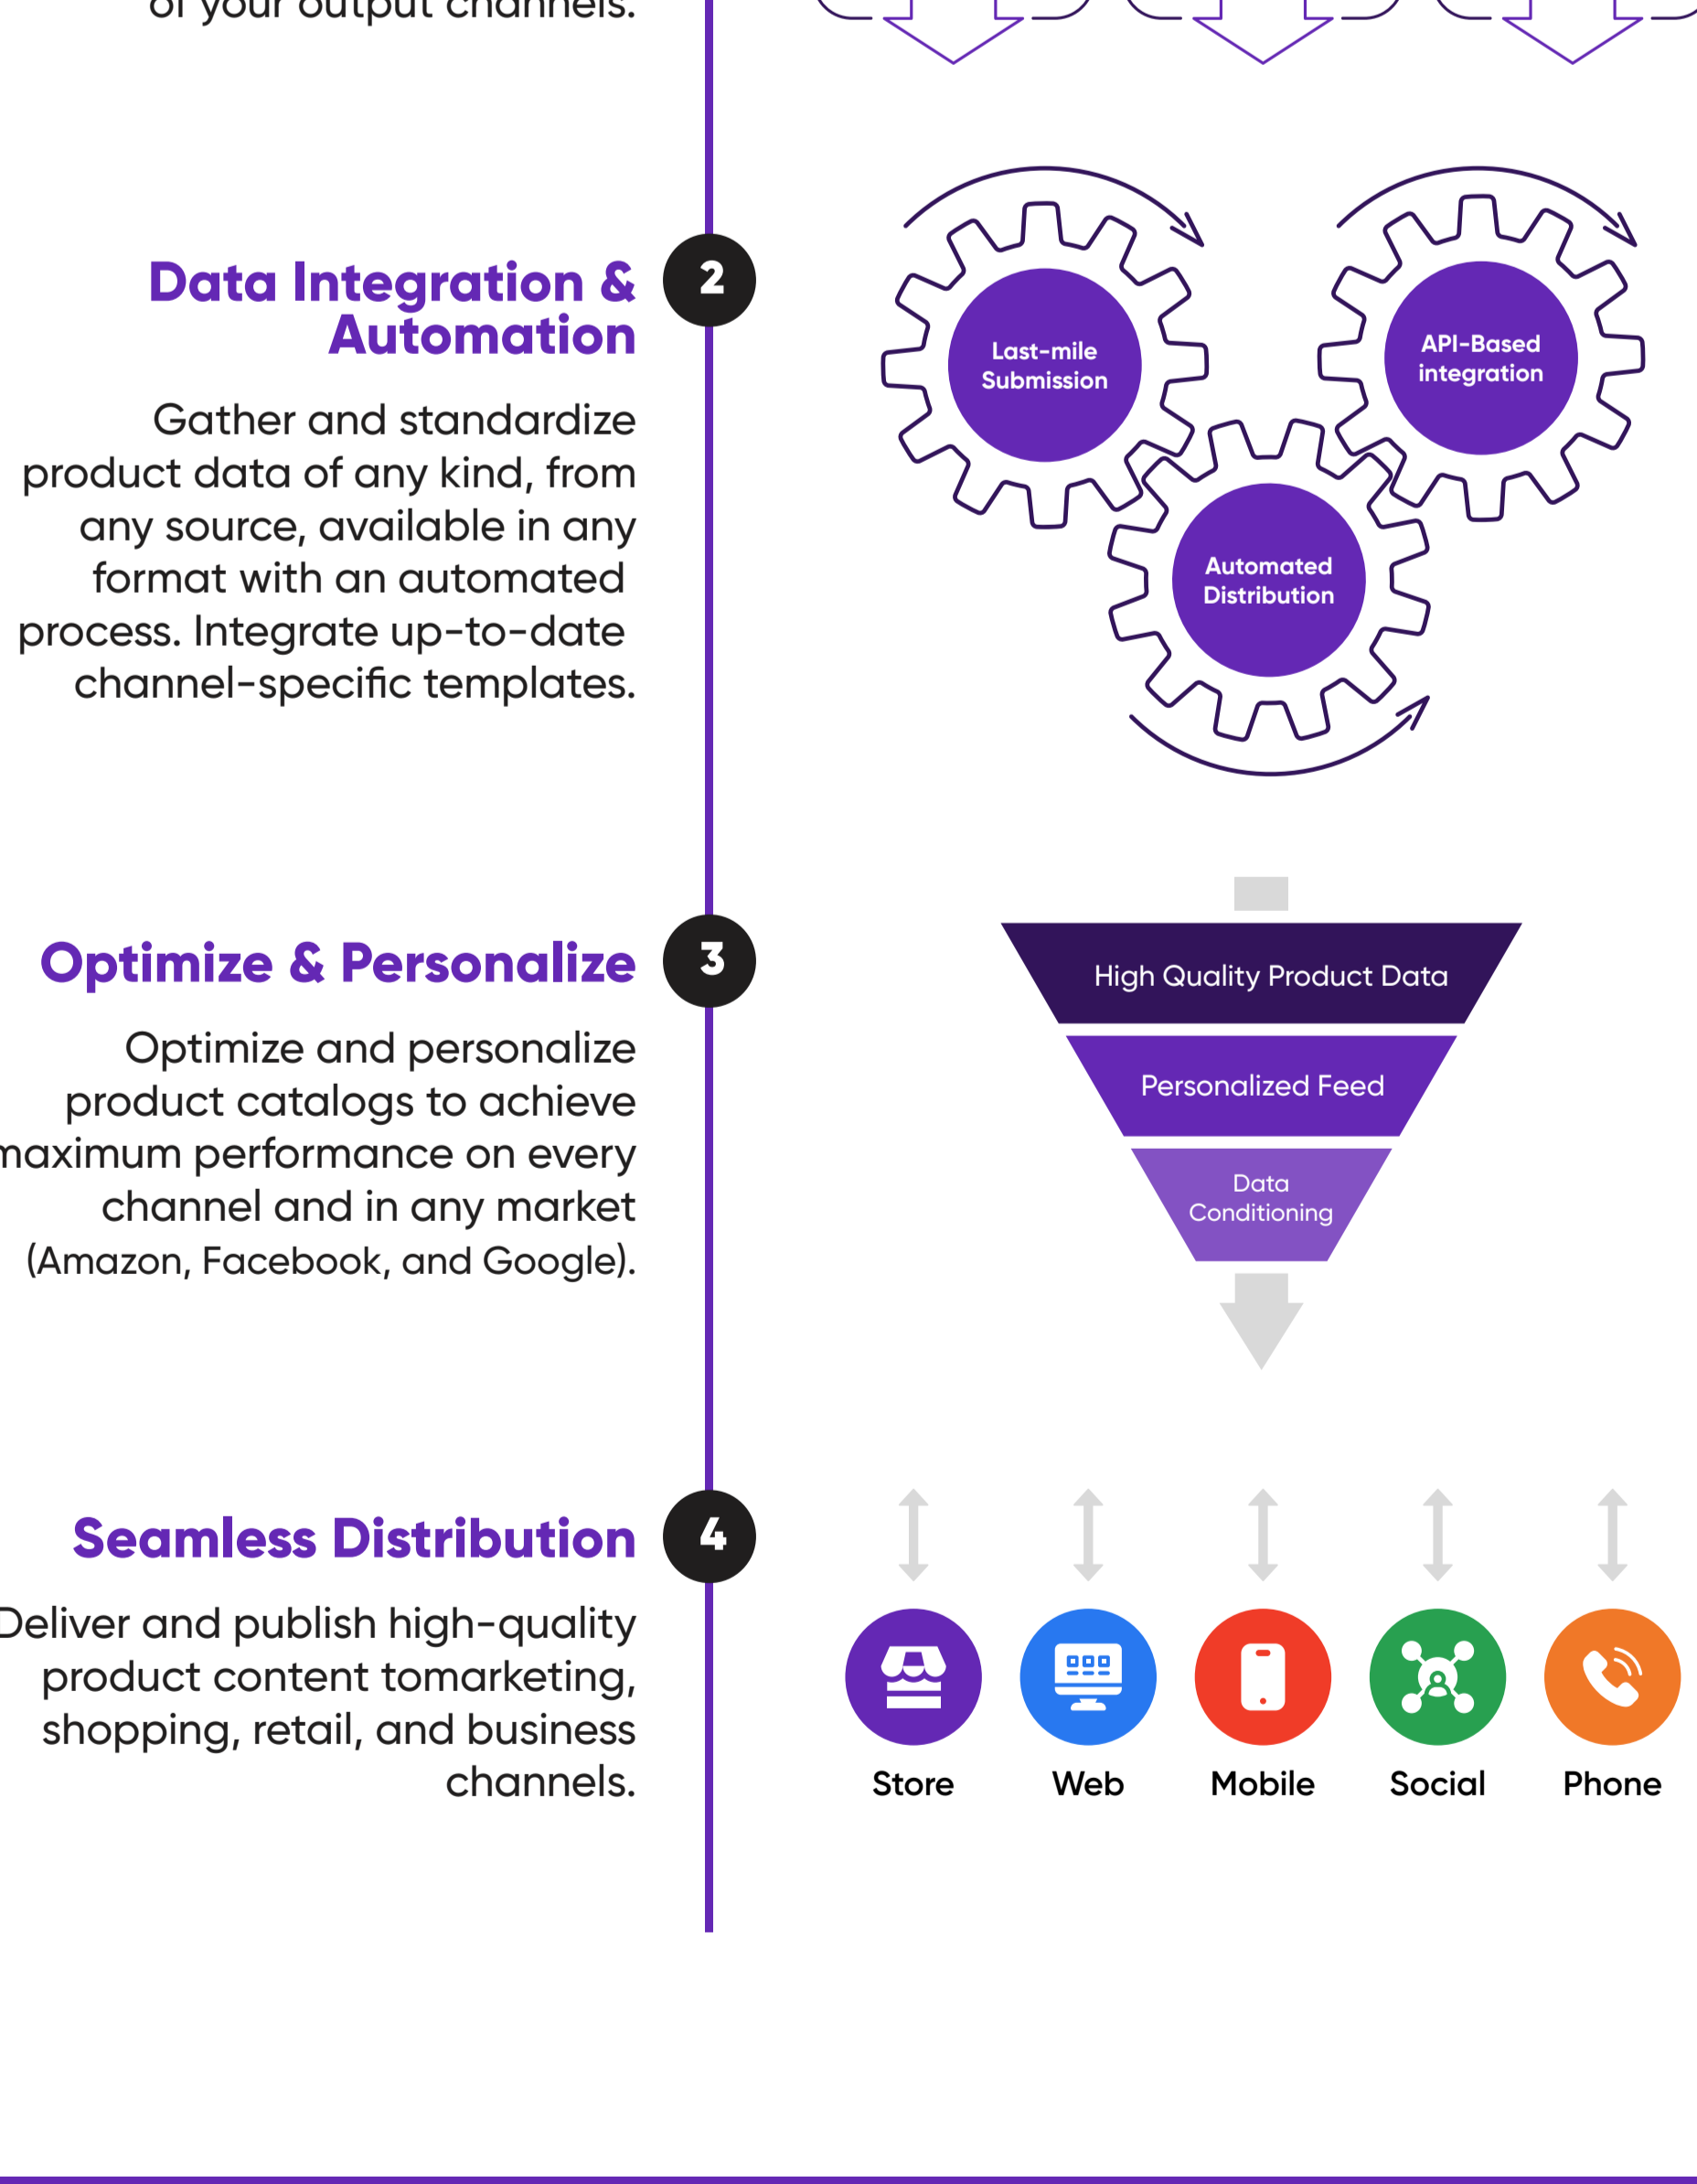 of your output channels.
2
Data Integration &
Automation
Gather and standardize
product data of any kind, from
any source, available in any
format with an automated
process. Integrate up-to-date
channel-specific templates.
Last-mile
Submission
API-Based
integration
Automated
Distribution
3
Optimize & Personalize
Optimize and personalize
product catalogs to achieve
maximum performance on every
channel and in any market
(Amazon, Facebook, and Google).
High Quality Product Data
Personalized Feed
Data
Conditioning
4
Seamless Distribution
Deliver and publish high-quality
product content tomarketing,
shopping, retail, and business
channels.
Store
Web
Mobile
Social
Phone